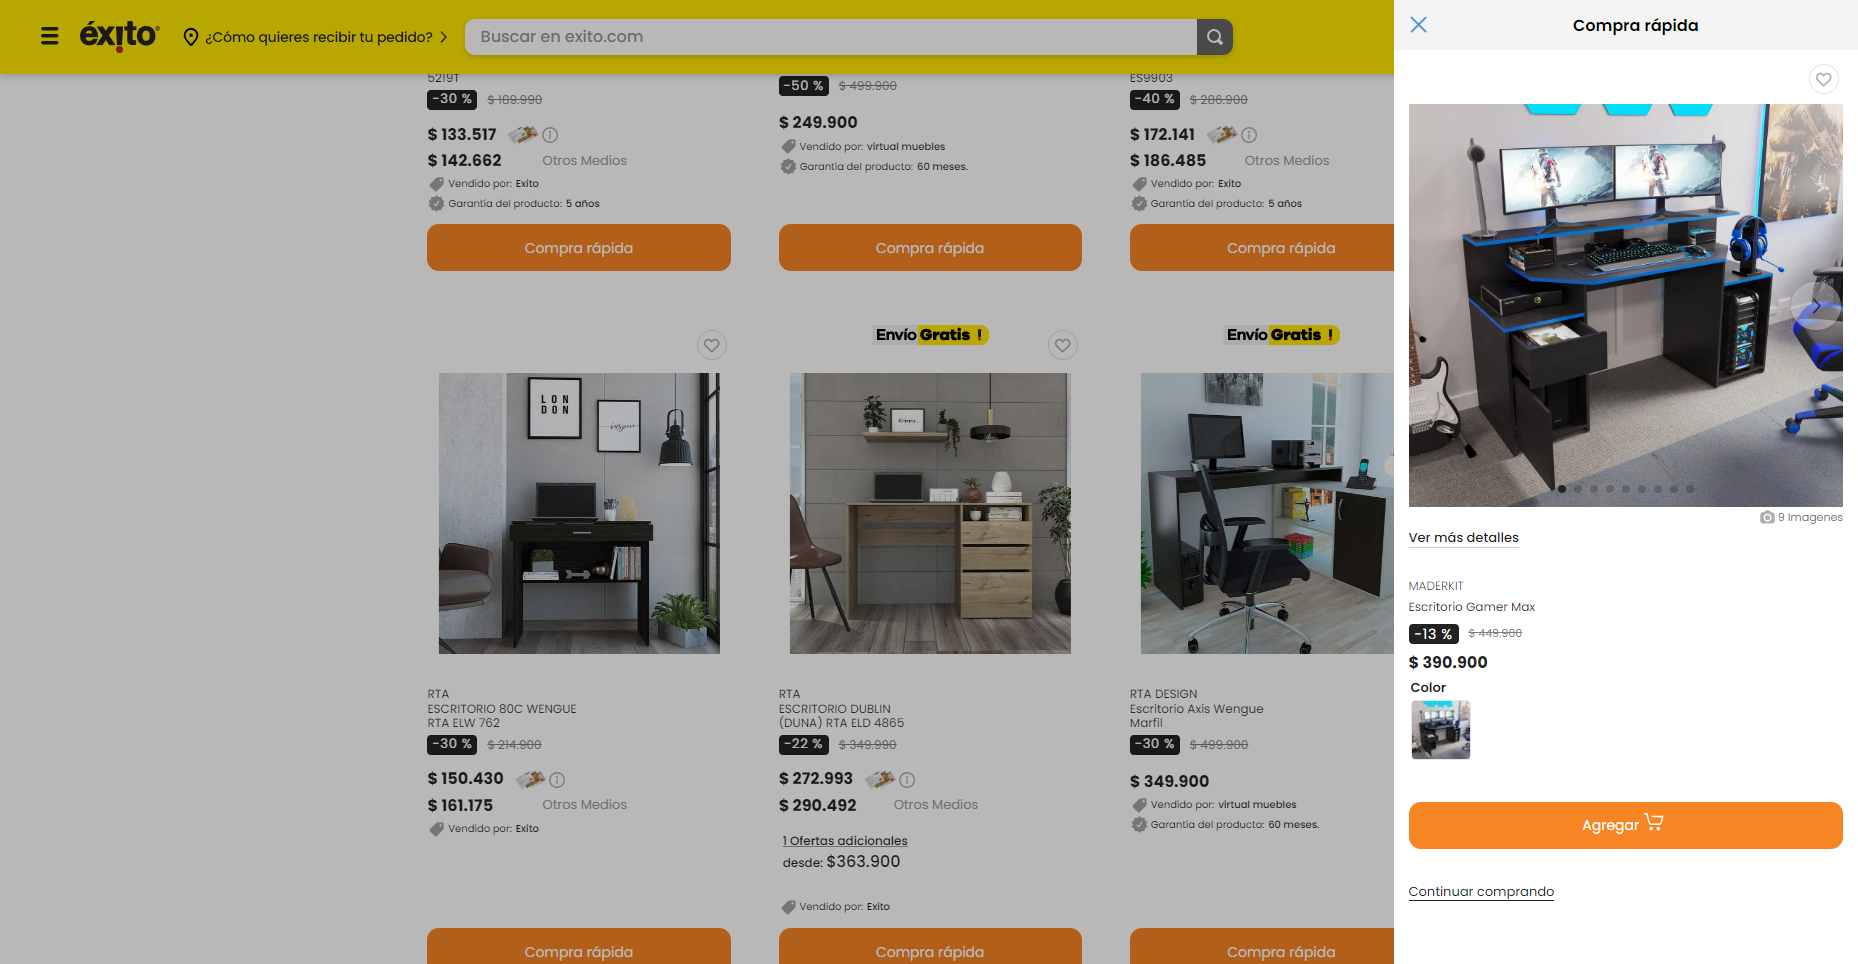 éxito
¿Cómo quieres recibir tu pedido?
Buscar en exito.com
5219T
-30 % $ 189.990
$ 133.517
$ 142.662 Otros Medios
Vendido por: Exito
Garantía del producto: 5 años
Compra rápida
-50 % $ 499.900
$ 249.900
Vendido por: virtual muebles
Garantía del producto: 60 meses.
Compra rápida
ES9903
-40 % $ 286.900
$ 172.141
$ 186.485 Otros Medios
Vendido por: Exito
Garantía del producto: 5 años
Compra rápida
LON
DON
inspire
RTA
ESCRITORIO 80C WENGUE
RTA ELW 762
-30 % $ 214.900
$ 150.430
$ 161.175 Otros Medios
Vendido por: Exito
Compra rápida
Envío Gratis !
RTA
ESCRITORIO DUBLIN
(DUNA) RTA ELD 4865
-22 % $ 349.990
$ 272.993
$ 290.492 Otros Medios
1 Ofertas adicionales
desde: $363.900
Vendido por: Exito
Compra rápida
Envío Gratis !
RTA DESIGN
Escritorio Axis Wengue
Marfil
-30 % $ 499.900
$ 349.900
Vendido por: virtual muebles
Garantía del producto: 60 meses.
Compra rápida
Compra rápida
9 Imagenes
Ver más detalles
MADERKIT
Escritorio Gamer Max
-13 % $ 449.900
$ 390.900
Color
Agregar
Continuar comprando